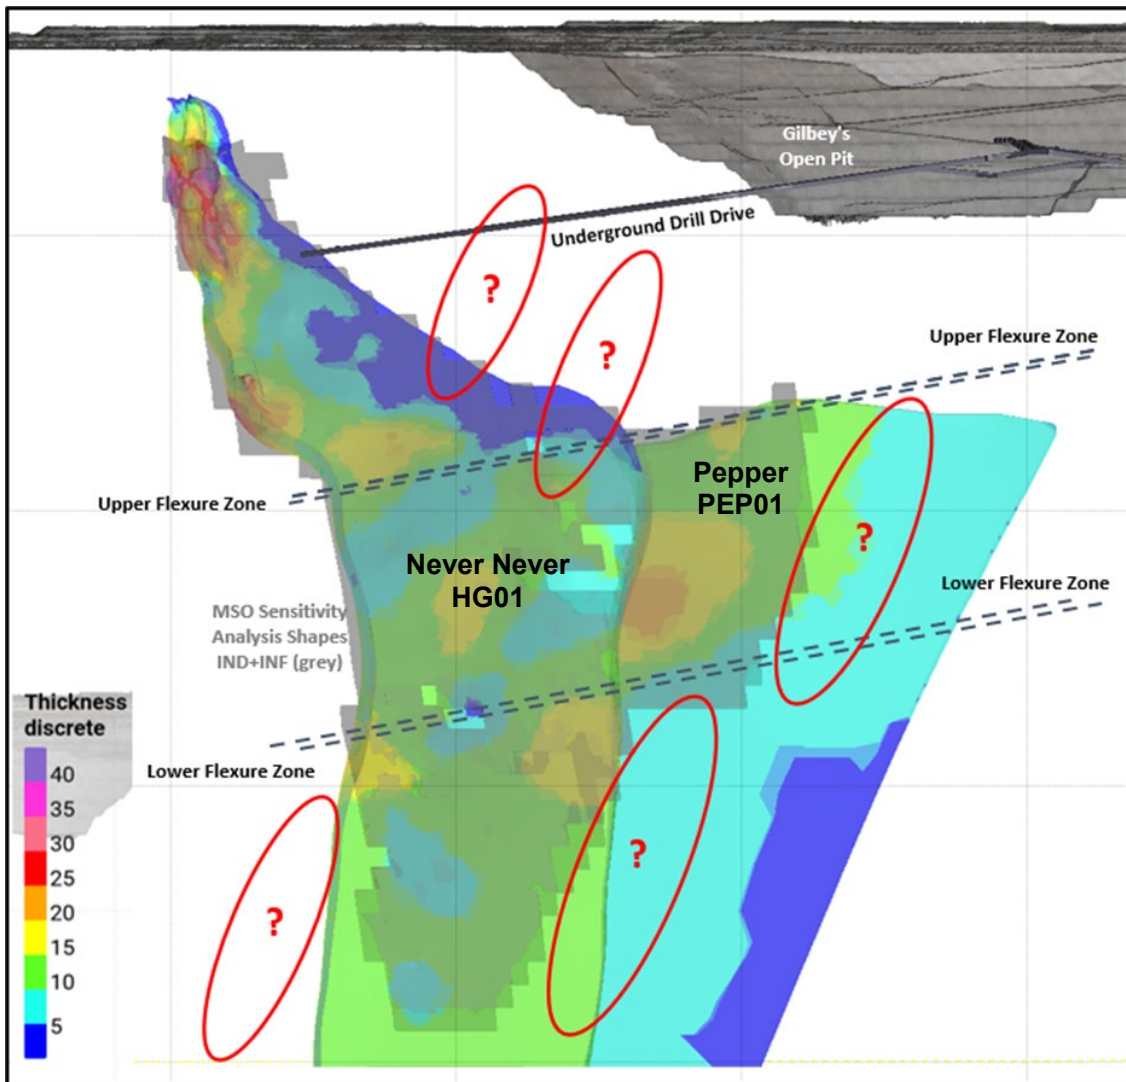 Gilbey's
Open Pit
Underground Drill Drive
?
?
Upper Flexure Zone
Pepper
PEP01
Upper Flexure Zone
?
Never Never
HG01
Lower Flexure Zone
MSO Sensitivity
Analysis Shapes
IND+INF (grey)
Thickness
discrete
Lower Flexure Zone
40
35
30
25
20
15
10
5
?
?